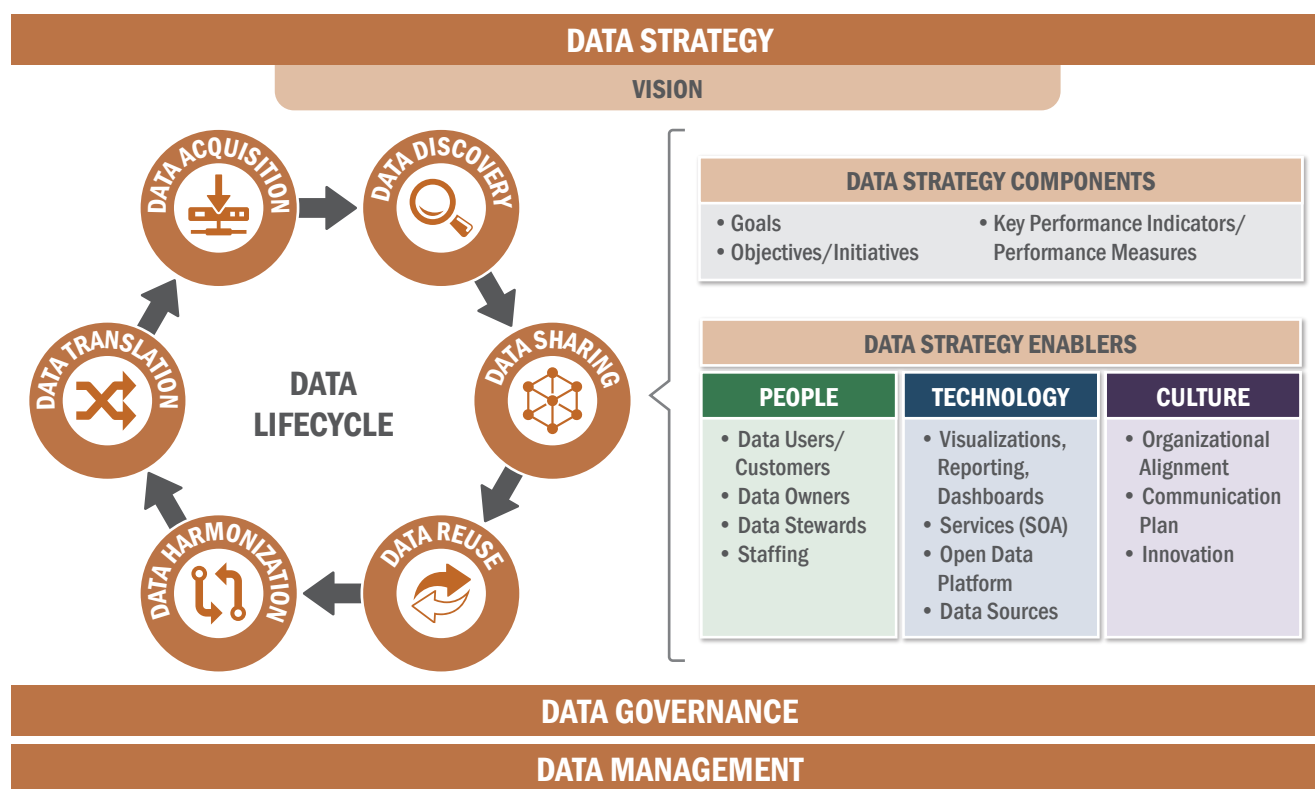 DATA STRATEGY
VISION
DATA ACQUISITION
DATA DISCOVERY
DATA SHARING
DATA REUSE
DATA HARMONIZATION
DATA TRANSLATION
DATA
LIFECYCLE
DATA STRATEGY COMPONENTS
• Goals
• Objectives/Initiatives
• Key Performance Indicators/
Performance Measures
DATA STRATEGY ENABLERS
PEOPLE
• Data Users/
Customers
• Data Owners
• Data Stewards
• Staffing
TECHNOLOGY
• Visualizations,
Reporting,
Dashboards
• Services (SOA)
• Open Data
Platform
• Data Sources
CULTURE
• Organizational
Alignment
• Communication
Plan
• Innovation
DATA GOVERNANCE
DATA MANAGEMENT